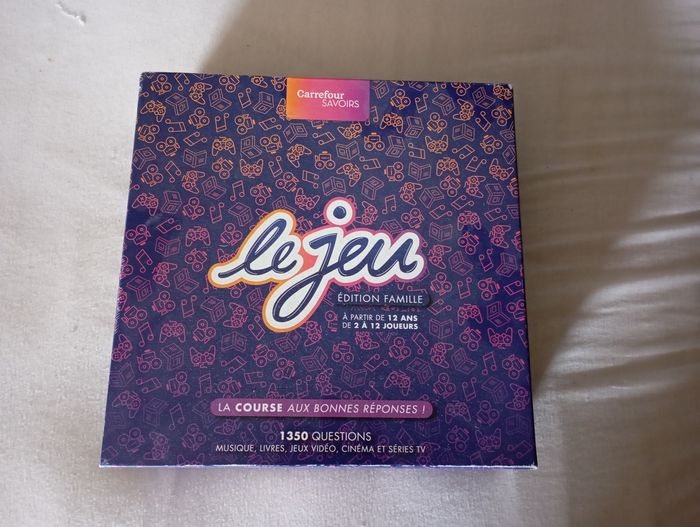 Carrefour
SAVOIRS
le jeu
ÉDITION FAMILLE
À PARTIR DE 12 ANS
DE 2 À 12 JOUEURS
LA COURSE AUX BONNES RÉPONSES !
1350 QUESTIONS
MUSIQUE, LIVRES, JEUX VIDÉO, CINÉMA ET SÉRIES TV